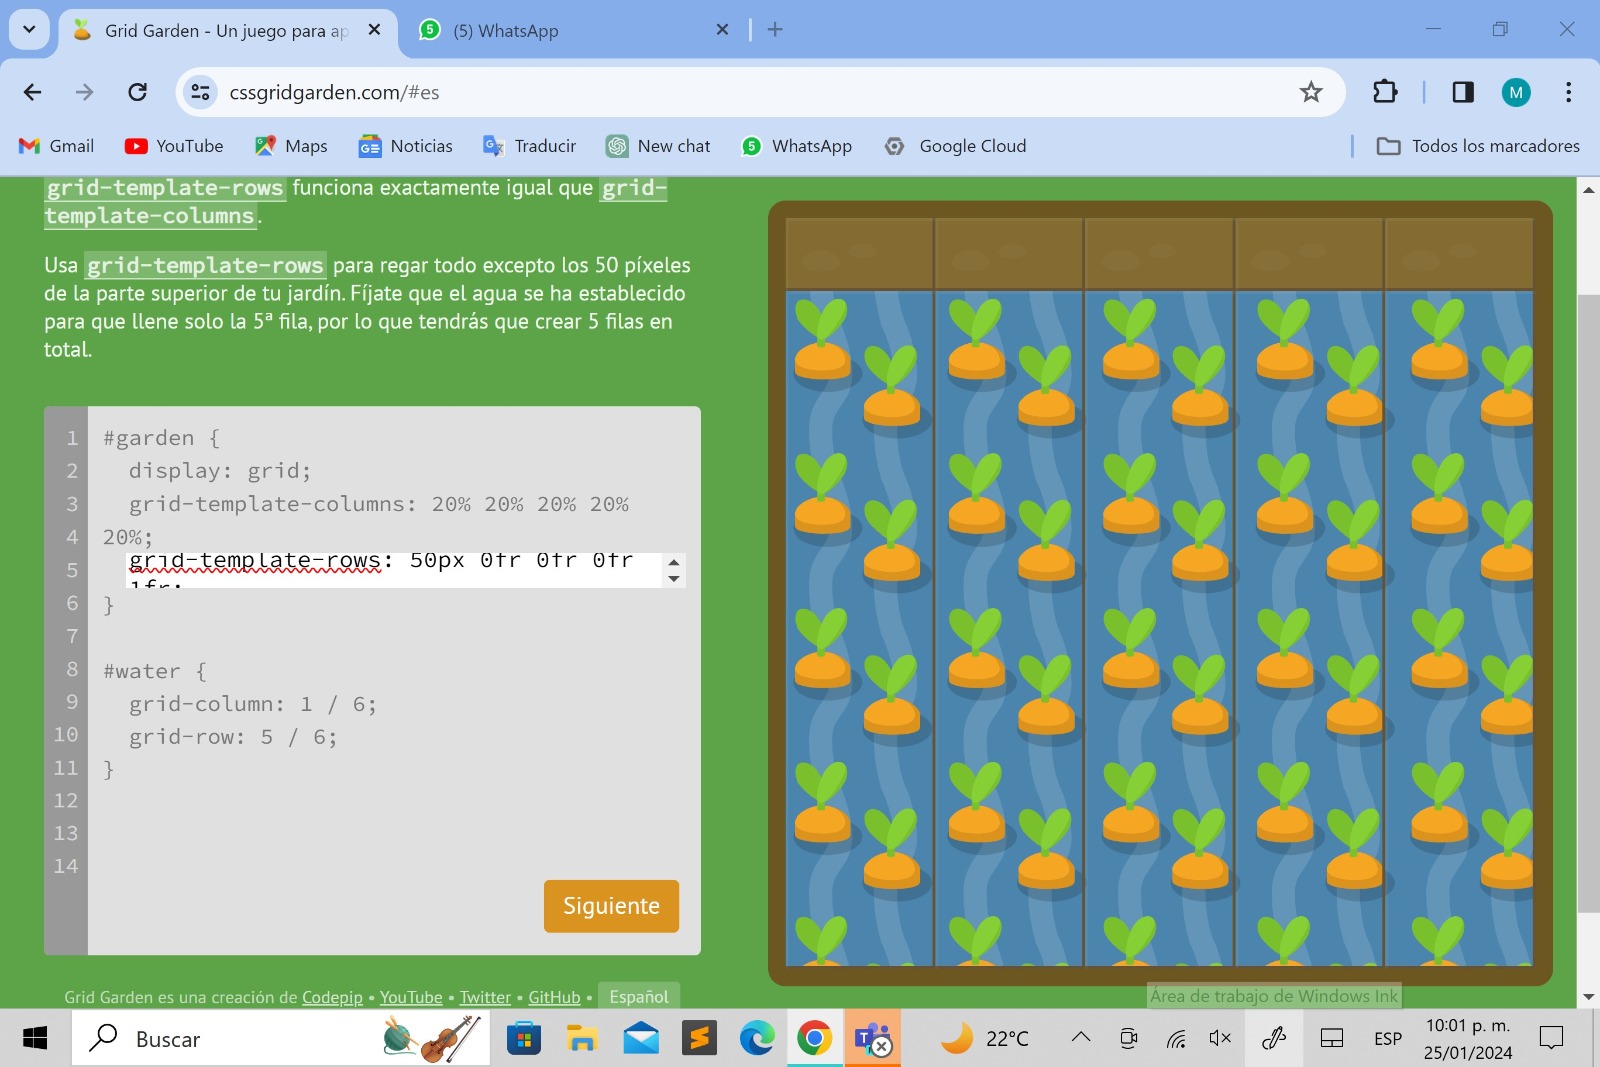 Grid Garden - Un juego para ap
(5) WhatsApp
cssgridgarden.com/#es
M
Gmail
YouTube
Maps
Noticias
Traducir
New chat
WhatsApp
Google Cloud
Todos los marcadores
grid-template-rows funciona exactamente igual que grid-
template-columns.
Usa grid-template-rows para regar todo excepto los 50 píxeles
de la parte superior de tu jardín. Fíjate que el agua se ha establecido
para que llene solo la 5ª fila, por lo que tendrás que crear 5 filas en
total.
1 #garden {
2 display: grid;
3 grid-template-columns: 20% 20% 20% 20%
4 20%;
5 grid-template-rows: 50px 0fr 0fr 0fr
1fr;
6 }
7
8 #water {
9 grid-column: 1 / 6;
10 grid-row: 5 / 6;
11 }
12
13
14
Siguiente
Grid Garden es una creación de Codepip • YouTube • Twitter • GitHub • Español
Área de trabajo de Windows Ink
Buscar
22°C
ESP
10:01 p. m.
25/01/2024